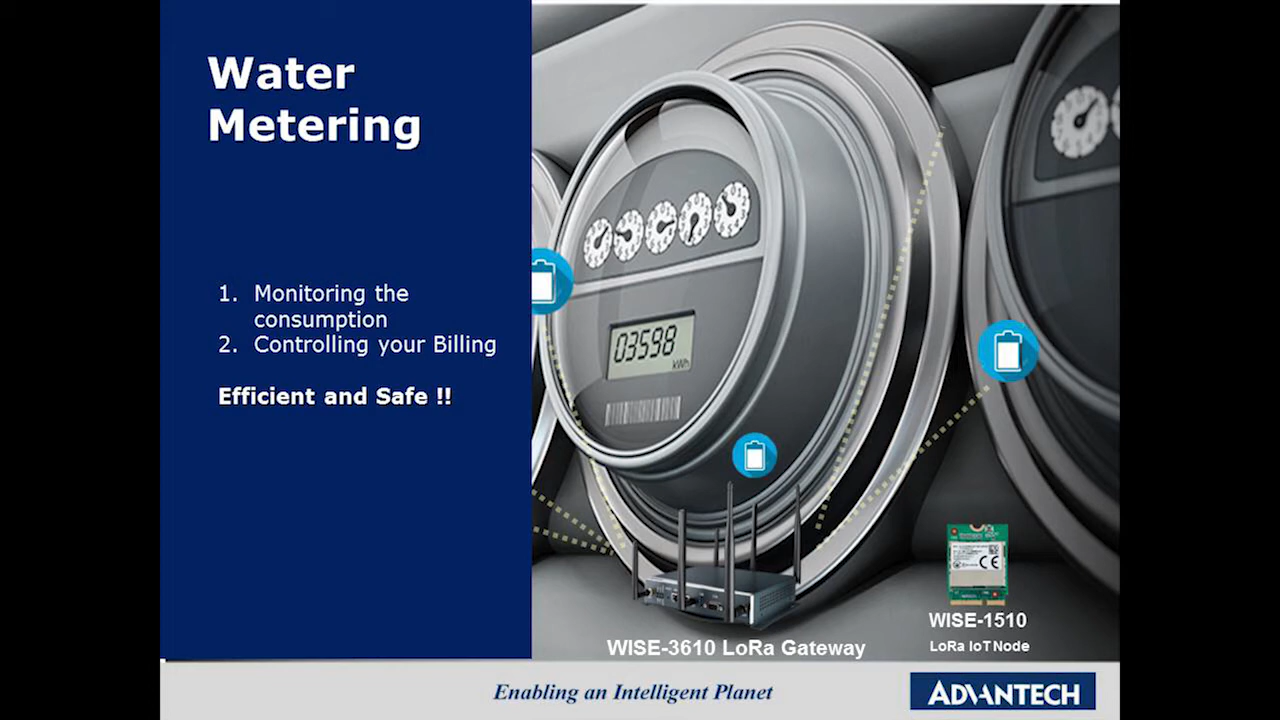 Water
Metering
1. Monitoring the
consumption
2. Controlling your Billing
Efficient and Safe !!
03598
kWh
WISE-3610 LoRa Gateway
WISE-1510
LoRa IoT Node
Enabling an Intelligent Planet
ADVANTECH